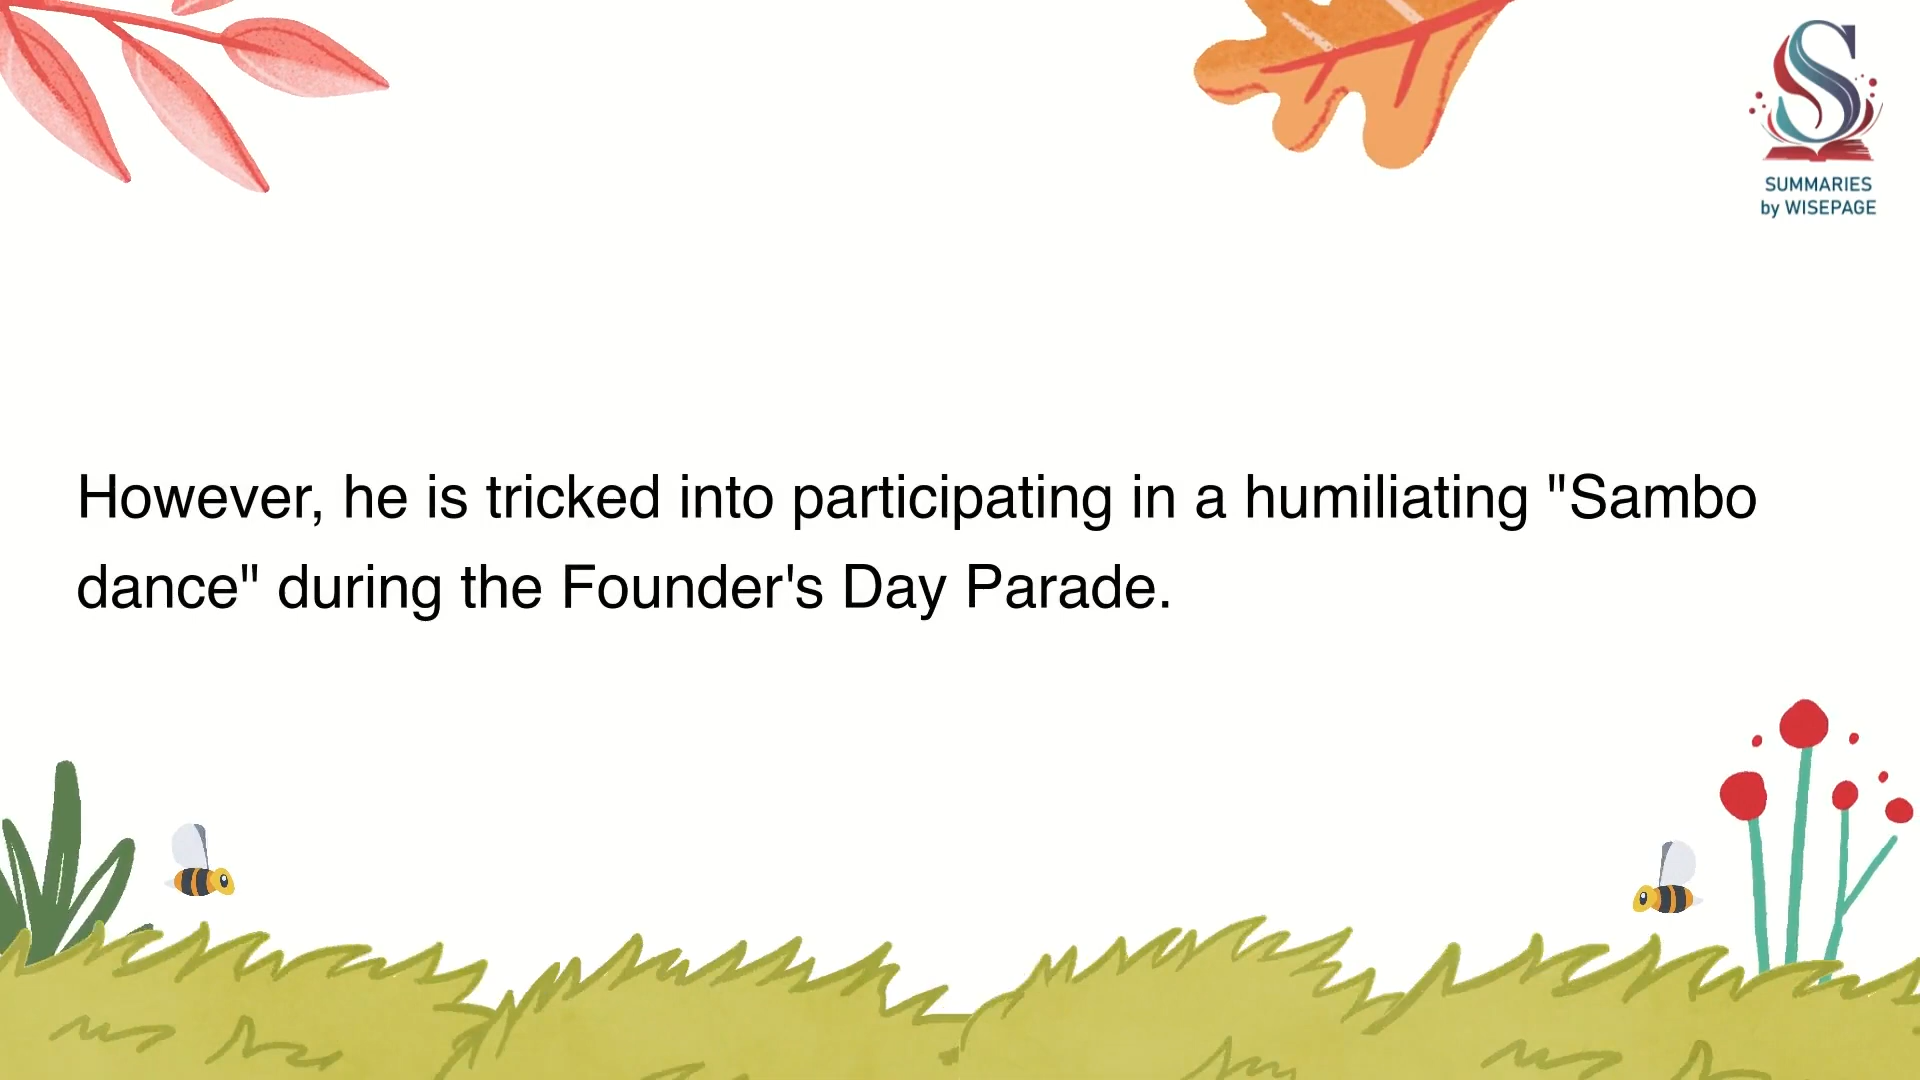 SUMMARIES
by WISEPAGE
However, he is tricked into participating in a humiliating "Sambo
dance" during the Founder's Day Parade.